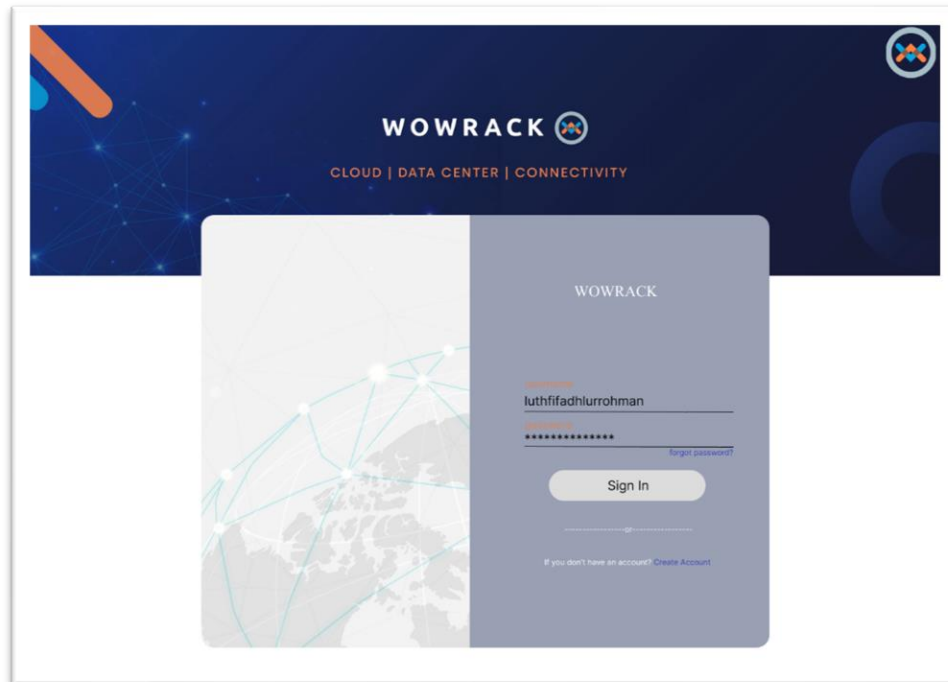 WOWRACK
CLOUD | DATA CENTER | CONNECTIVITY
WOWRACK
luthfifadhlurrohman
**************
forgot password?
Sign In
or
If you don't have an account? Create Account